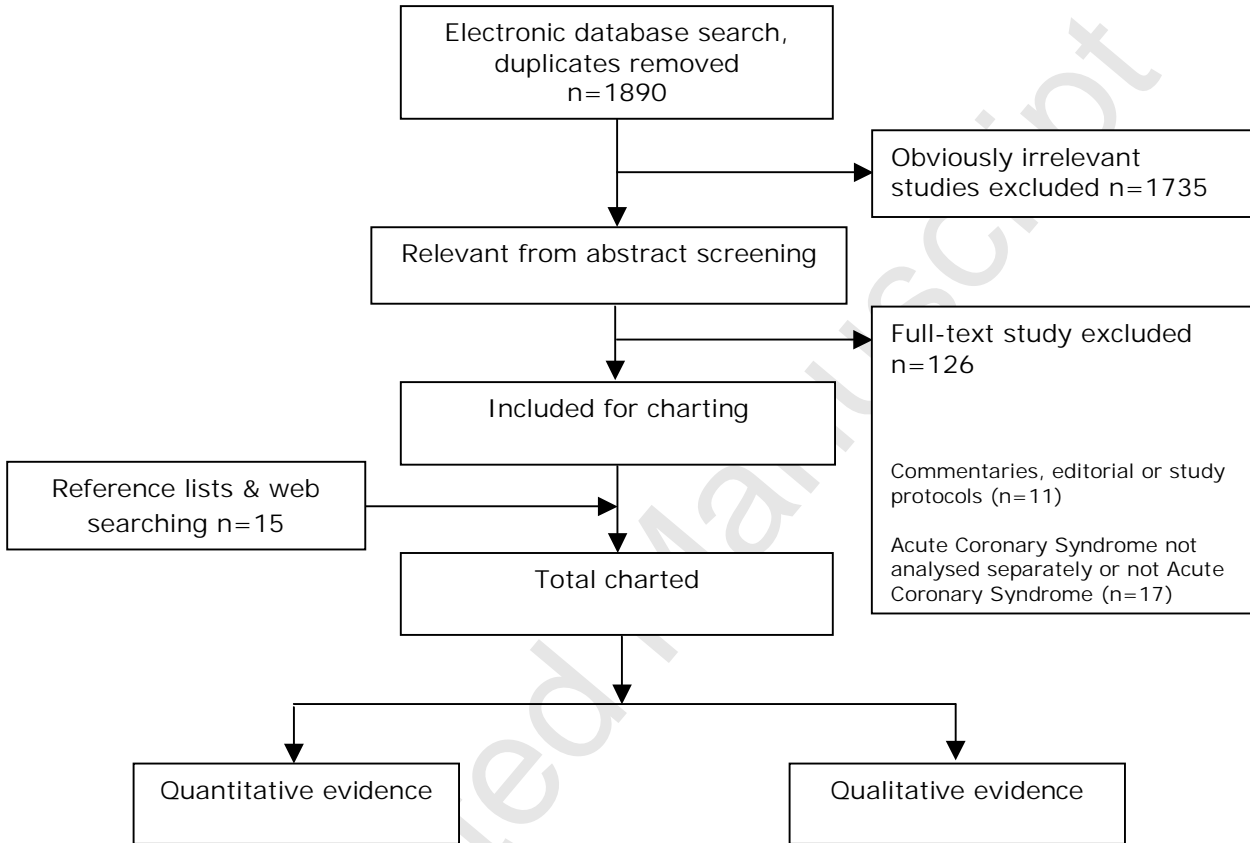 Electronic database search,
duplicates removed
n=1890
Obviously irrelevant
studies excluded n=1735
Relevant from abstract screening
Full-text study excluded
n=126
Included for charting
Commentaries, editorial or study
protocols (n=11)
Reference lists & web
searching n=15
Acute Coronary Syndrome not
analysed separately or not Acute
Coronary Syndrome (n=17)
Total charted
Quantitative evidence
Qualitative evidence
ed Manuscript